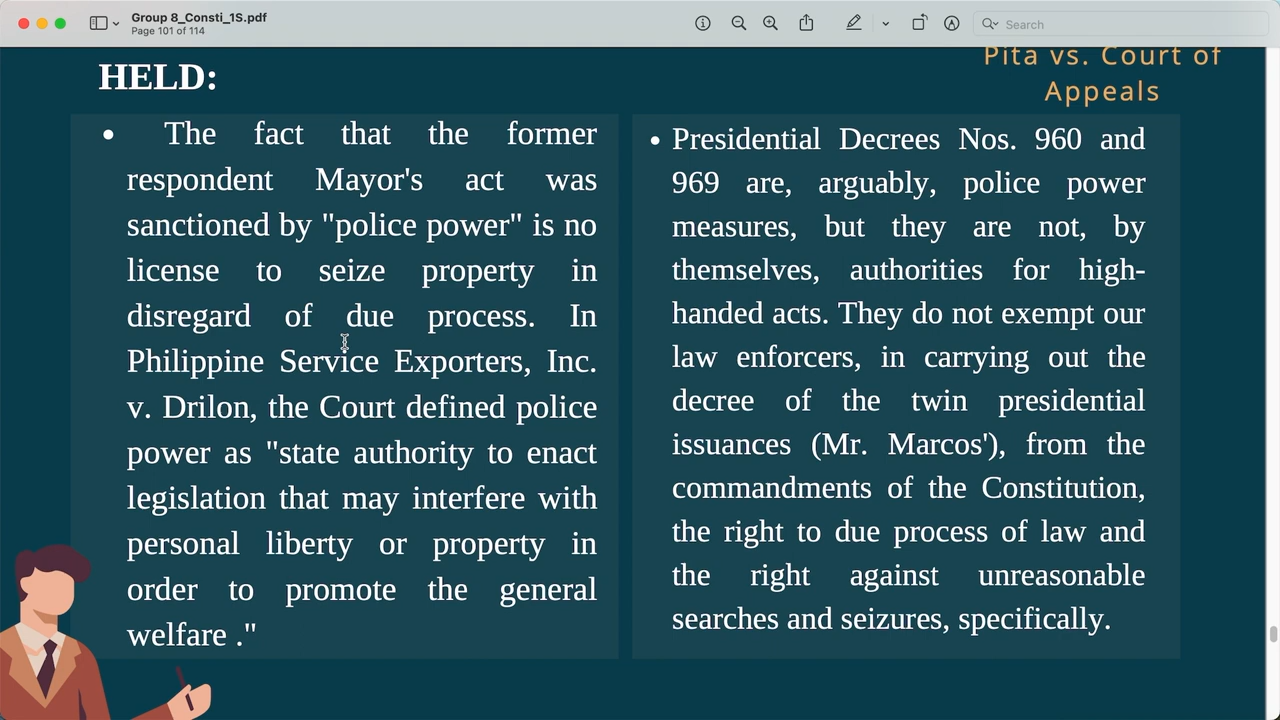 Group 8_Consti_1S.pdf
Page 101 of 114
Search
Pita vs. Court of
Appeals
HELD:
• The fact that the former
respondent Mayor's act was
sanctioned by "police power" is no
license to seize property in
disregard of due process. In
Philippine Service Exporters, Inc.
v. Drilon, the Court defined police
power as "state authority to enact
legislation that may interfere with
personal liberty or property in
order to promote the general
welfare ."
• Presidential Decrees Nos. 960 and
969 are, arguably, police power
measures, but they are not, by
themselves, authorities for high-
handed acts. They do not exempt our
law enforcers, in carrying out the
decree of the twin presidential
issuances (Mr. Marcos'), from the
commandments of the Constitution,
the right to due process of law and
the right against unreasonable
searches and seizures, specifically.